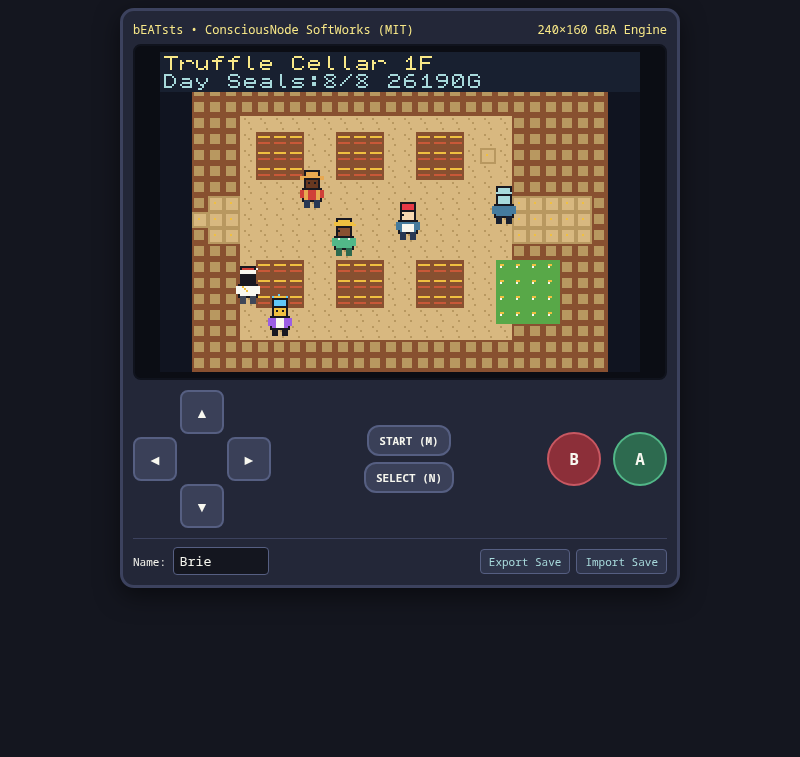 bEATsts • ConsciousNode SoftWorks (MIT)
240×160 GBA Engine
Truffle Cellar 1F
Day Seals:8/8 26190G
▲
◄ ►
▼
START (M)
SELECT (N)
B A
Name: Brie
Export Save Import Save